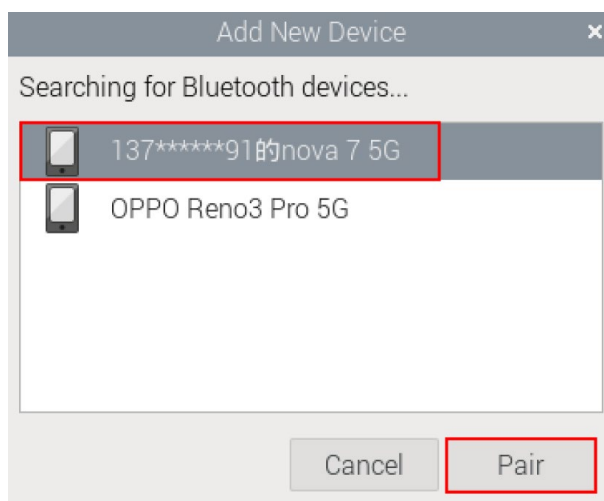 Add New Device ×
Searching for Bluetooth devices...
137******91的nova 7 5G
OPPO Reno3 Pro 5G
Cancel Pair